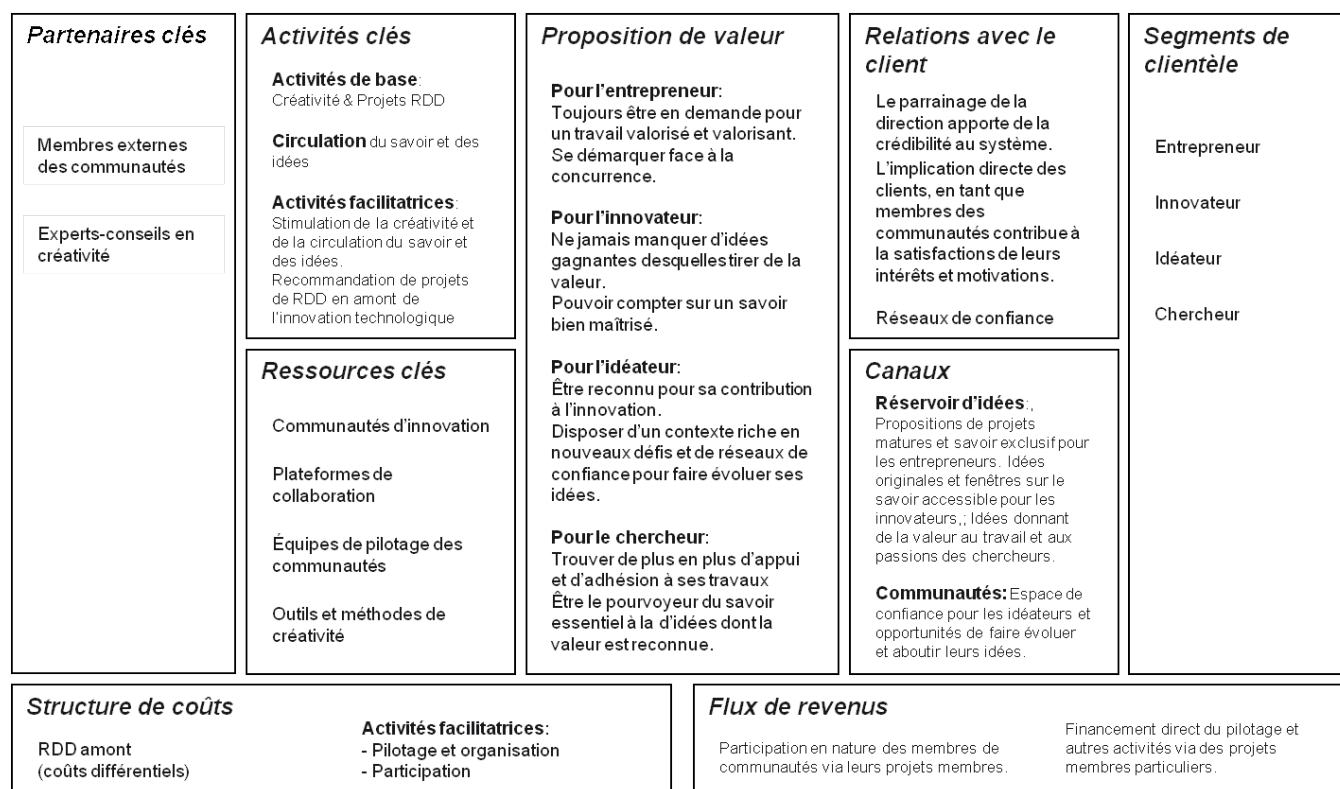 Partenaires clés
Membres externes
des communautés
Experts-conseils en
créativité
Activités clés
Activités de base:
Créativité & Projets RDD
Circulation du savoir et des
idées
Activités facilitatrices:
Stimulation de la créativité et
de la circulation du savoir et
des idées.
Recommandation de projets
de RDD en amont de
l'innovation technologique
Ressources clés
Communautés d'innovation
Plateformes de
collaboration
Équipes de pilotage des
communautés
Outils et méthodes de
créativité
Proposition de valeur
Pour l'entrepreneur:
Toujours être en demande pour
un travail valorisé et valorisant.
Se démarquer face à la
concurrence.
Pour l'innovateur:
Ne jamais manquer d'idées
gagnantes desquelles tirer de la
valeur.
Pouvoir compter sur un savoir
bien maîtrisé.
Pour l'idéateur:
Être reconnu pour sa contribution
à l'innovation.
Disposer d'un contexte riche en
nouveaux défis et de réseaux de
confiance pour faire évoluer ses
idées.
Pour le chercheur:
Trouver de plus en plus d'appui
et d'adhésion à ses travaux
Être le pourvoyeur du savoir
essentiel à la d'idées dont la
valeur est reconnue.
Relations avec le
client
Le parrainage de la
direction apporte de la
crédibilité au système.
L'implication directe des
clients, en tant que
membres des
communautés contribue à
la satisfactions de leurs
intérêts et motivations.
Réseaux de confiance
Canaux
Réservoir d'idées:,
Propositions de projets
matures et savoir exclusif pour
les entrepreneurs. Idées
originales et fenêtres sur le
savoir accessible pour les
innovateurs,; Idées donnant
de la valeur au travail et aux
passions des chercheurs.
Communautés: Espace de
confiance pour les idéateurs et
opportunités de faire évoluer
et aboutir leurs idées.
Segments de
clientèle
Entrepreneur
Innovateur
Idéateur
Chercheur
Structure de coûts
RDD amont
(coûts différentiels)
Activités facilitatrices:
- Pilotage et organisation
- Participation
Flux de revenus
Participation en nature des membres de
communautés via leurs projets membres.
Financement direct du pilotage et
autres activités via des projets
membres particuliers.